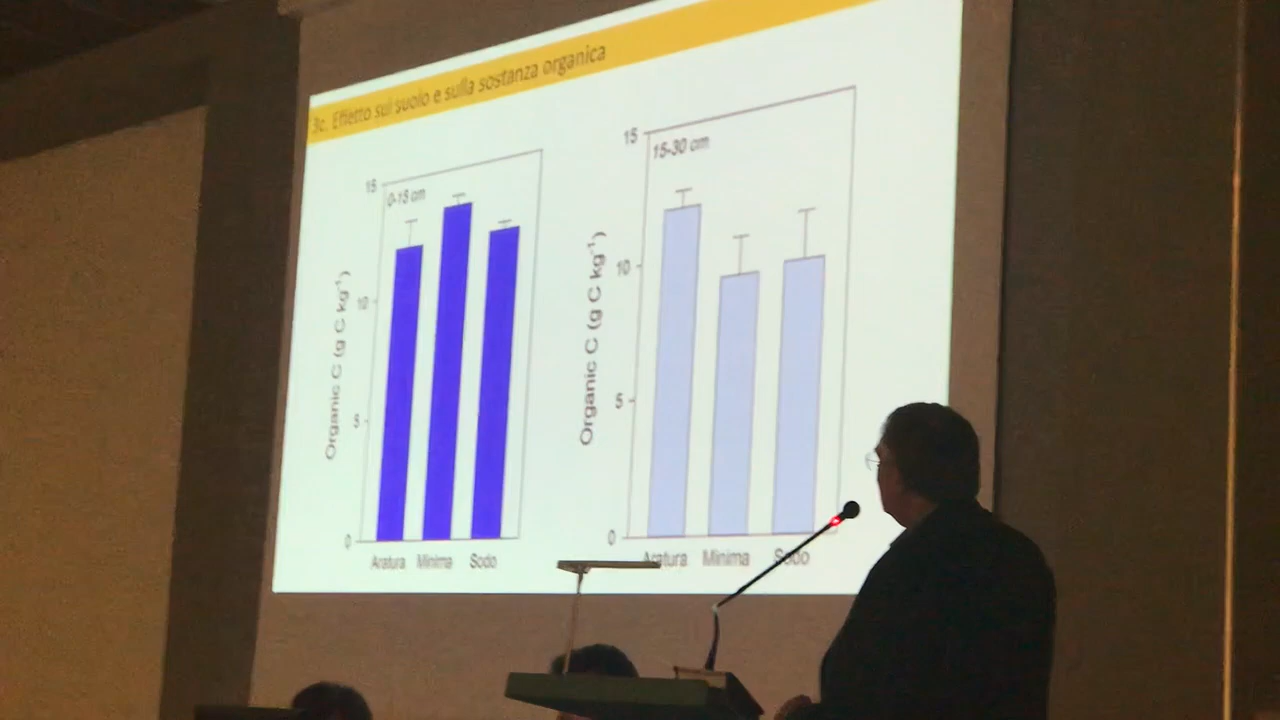 3c. Effetto sul suolo e sulla sostanza organica
15
0-15 cm
10
5
0
Organic C (g C kg⁻¹)
Aratura Minima Sodo
15
15-30 cm
10
5
0
Organic C (g C kg⁻¹)
Aratura Minima Sodo